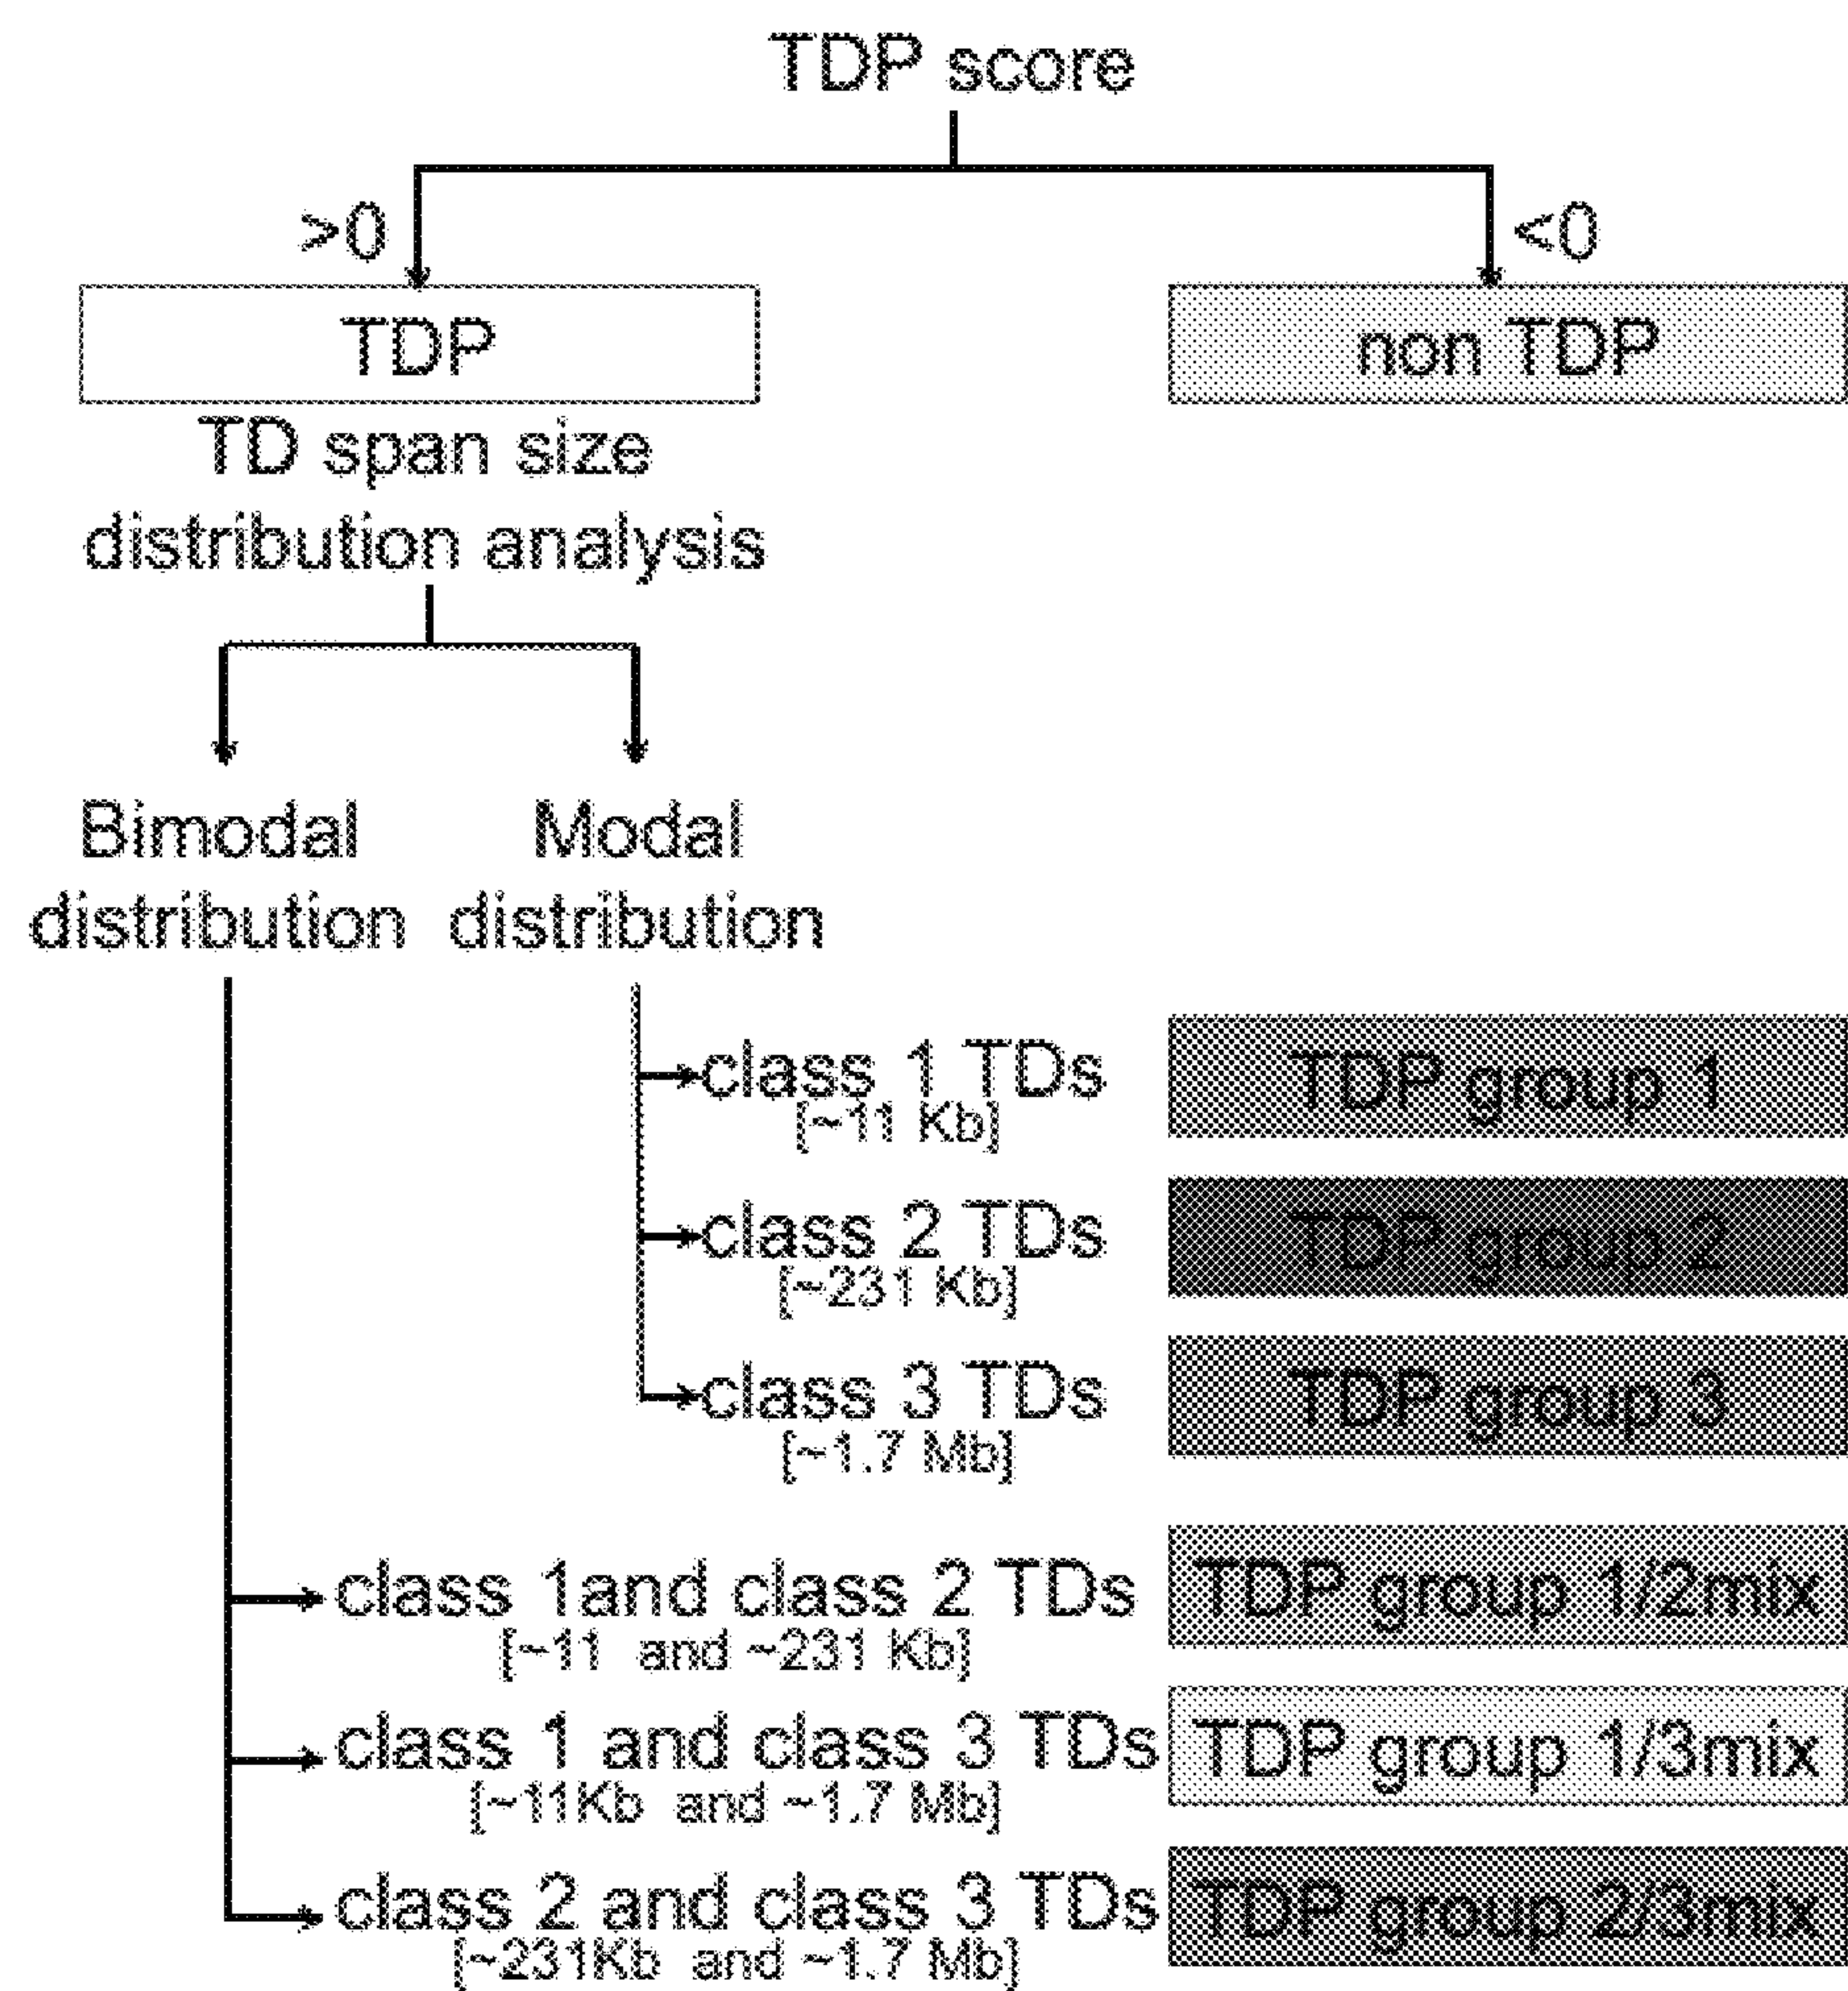 TDP score
>0
<0
TDP
non TDP
TD span size
distribution analysis
Bimodal
distribution
Modal
distribution
class 1 TDs
[~11 Kb]
TDP group 1
class 2 TDs
[~231 Kb]
TDP group 2
class 3 TDs
[~1.7 Mb]
TDP group 3
class 1and class 2 TDs
[~11 and ~231 Kb]
TDP group 1/2mix
class 1 and class 3 TDs
[~11Kb and ~1.7 Mb]
TDP group 1/3mix
class 2 and class 3 TDs
[~231Kb and ~1.7 Mb]
TDP group 2/3mix